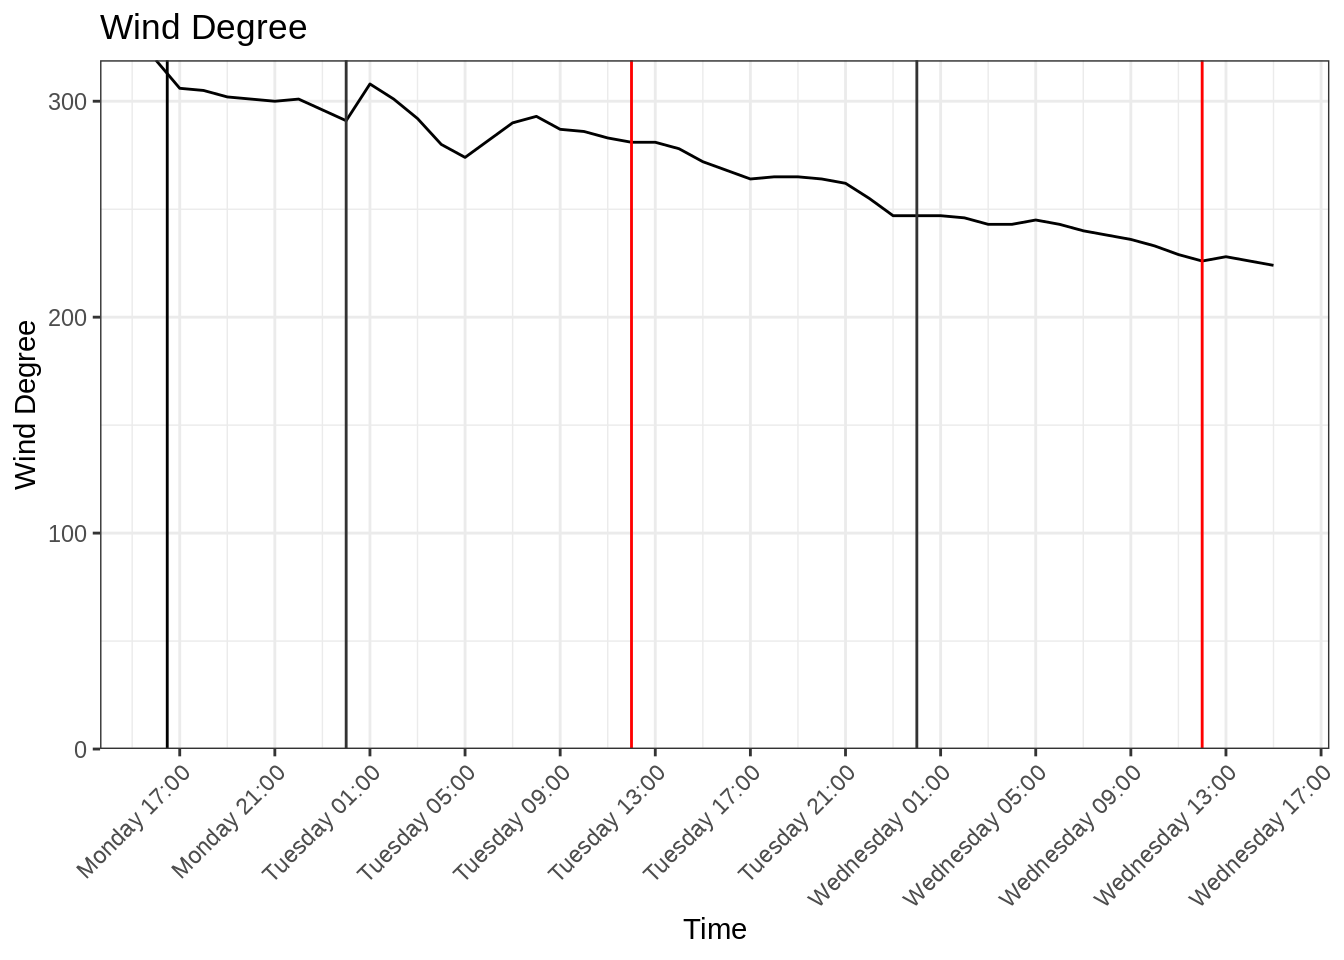 Wind Degree
Wind Degree
300
200
100
0
Monday 17:00
Monday 21:00
Tuesday 01:00
Tuesday 05:00
Tuesday 09:00
Tuesday 13:00
Tuesday 17:00
Tuesday 21:00
Wednesday 01:00
Wednesday 05:00
Wednesday 09:00
Wednesday 13:00
Wednesday 17:00
Time